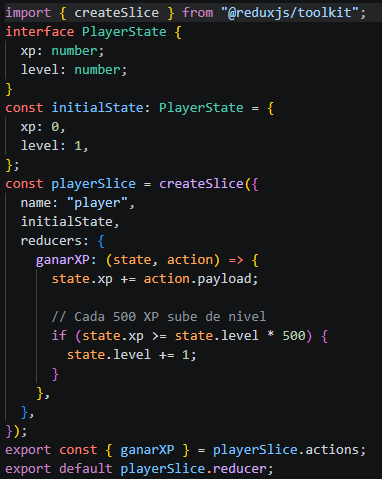 import { createSlice } from "@reduxjs/toolkit";
interface PlayerState {
  xp: number;
  level: number;
}
const initialState: PlayerState = {
  xp: 0,
  level: 1,
};
const playerSlice = createSlice({
  name: "player",
  initialState,
  reducers: {
    ganarXP: (state, action) => {
      state.xp += action.payload;

      // Cada 500 XP sube de nivel
      if (state.xp >= state.level * 500) {
        state.level += 1;
      }
    },
  },
});
export const { ganarXP } = playerSlice.actions;
export default playerSlice.reducer;